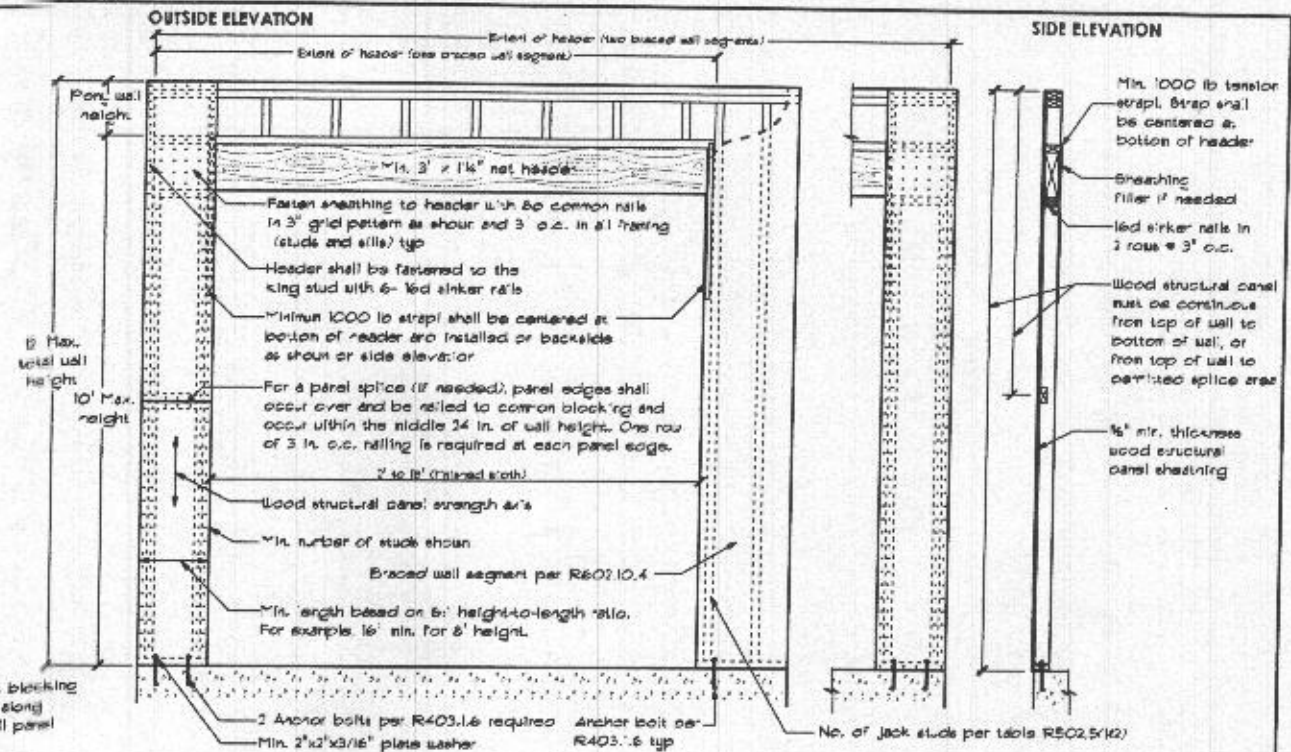 OUTSIDE ELEVATION
SIDE ELEVATION
Extent of header (two braced wall segments)
Extent of header (one braced wall segment)
Pony wall
height
Min. 3" x 11¼" net header
Fasten sheathing to header with 8d common nails
in 3" grid pattern as shown and 3" o.c. in all framing
(studs and sills) typ
Header shall be fastened to the
king stud with 6- 16d sinker nails
Minimum 1000 lb strap shall be centered at
bottom of header and installed on backside
as shown on side elevation
Max.
total wall
height
10' Max.
height
For a panel splice (if needed), panel edges shall
occur over and be nailed to common blocking and
occur within the middle 24 in. of wall height. One row
of 3 in. o.c. nailing is required at each panel edge.
2' to 18' (finished width)
Wood structural panel strength axis
Min. number of studs shown
Braced wall segment per R602.10.4
Min. length based on 6:1 height-to-length ratio.
For example, 16" min. for 8' height.
blocking
along
panel
2 Anchor bolts per R403.1.6 required
Min. 2"x2"x3/16" plate washer
Anchor bolt per
R403.1.6 typ
No. of jack studs per table R502.5(1&2)
Min. 1000 lb tension
strap. Strap shall
be centered at
bottom of header
Sheathing
filler if needed
16d sinker nails in
2 rows @ 3" o.c.
Wood structural panel
must be continuous
from top of wall to
bottom of wall, or
from top of wall to
permitted splice area
min. thickness
wood structural
panel sheathing